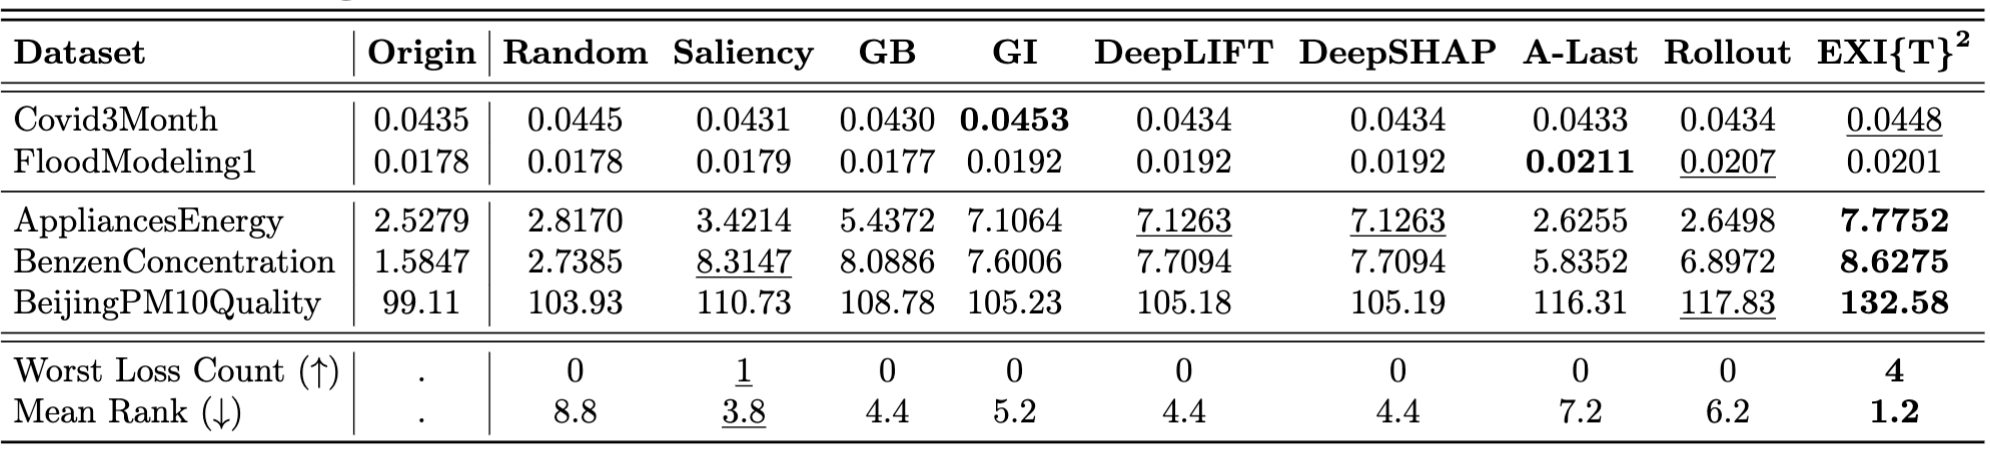 Dataset Origin Random Saliency GB GI DeepLIFT DeepSHAP A-Last Rollout EXI{T}²
Covid3Month 0.0435 0.0445 0.0431 0.0430 0.0453 0.0434 0.0434 0.0433 0.0434 0.0448
FloodModeling1 0.0178 0.0178 0.0179 0.0177 0.0192 0.0192 0.0192 0.0211 0.0207 0.0201
AppliancesEnergy 2.5279 2.8170 3.4214 5.4372 7.1064 7.1263 7.1263 2.6255 2.6498 7.7752
BenzenConcentration 1.5847 2.7385 8.3147 8.0886 7.6006 7.7094 7.7094 5.8352 6.8972 8.6275
BeijingPM10Quality 99.11 103.93 110.73 108.78 105.23 105.18 105.19 116.31 117.83 132.58
Worst Loss Count (↑) . 0 1 0 0 0 0 0 0 4
Mean Rank (↓) . 8.8 3.8 4.4 5.2 4.4 4.4 7.2 6.2 1.2